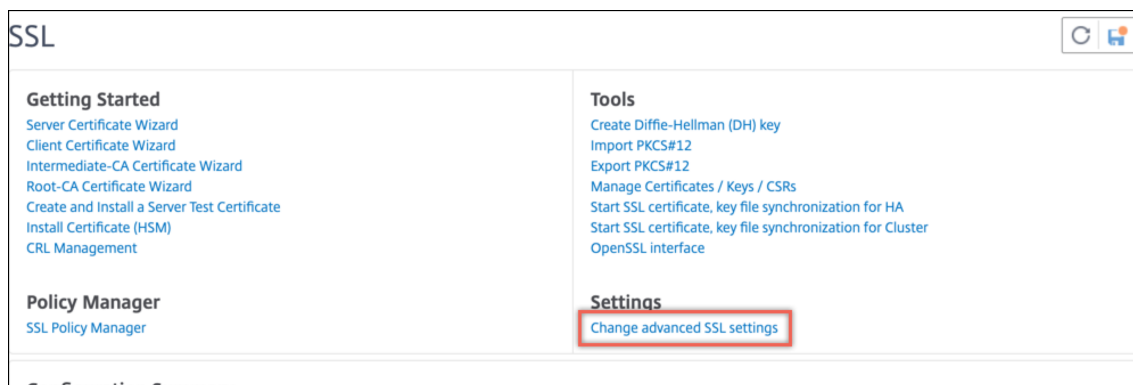 SSL
Getting Started
Server Certificate Wizard
Client Certificate Wizard
Intermediate-CA Certificate Wizard
Root-CA Certificate Wizard
Create and Install a Server Test Certificate
Install Certificate (HSM)
CRL Management
Tools
Create Diffie-Hellman (DH) key
Import PKCS#12
Export PKCS#12
Manage Certificates / Keys / CSRs
Start SSL certificate, key file synchronization for HA
Start SSL certificate, key file synchronization for Cluster
OpenSSL interface
Policy Manager
SSL Policy Manager
Settings
Change advanced SSL settings